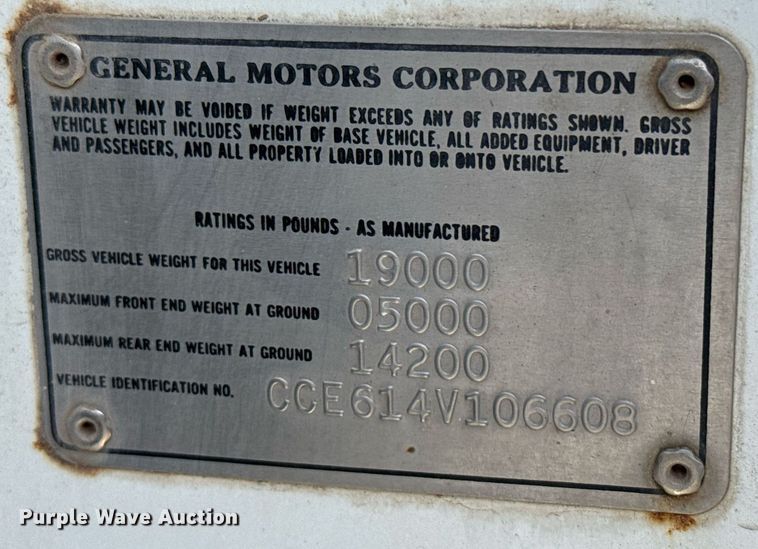 GENERAL MOTORS CORPORATION
WARRANTY MAY BE VOIDED IF WEIGHT EXCEEDS ANY OF RATINGS SHOWN. GROSS
VEHICLE WEIGHT INCLUDES WEIGHT OF BASE VEHICLE, ALL ADDED EQUIPMENT, DRIVER
AND PASSENGERS, AND ALL PROPERTY LOADED INTO OR ONTO VEHICLE.
RATINGS IN POUNDS - AS MANUFACTURED
GROSS VEHICLE WEIGHT FOR THIS VEHICLE 19000
MAXIMUM FRONT END WEIGHT AT GROUND 05000
MAXIMUM REAR END WEIGHT AT GROUND 14200
VEHICLE IDENTIFICATION NO. CCE614V106608
Purple Wave Auction